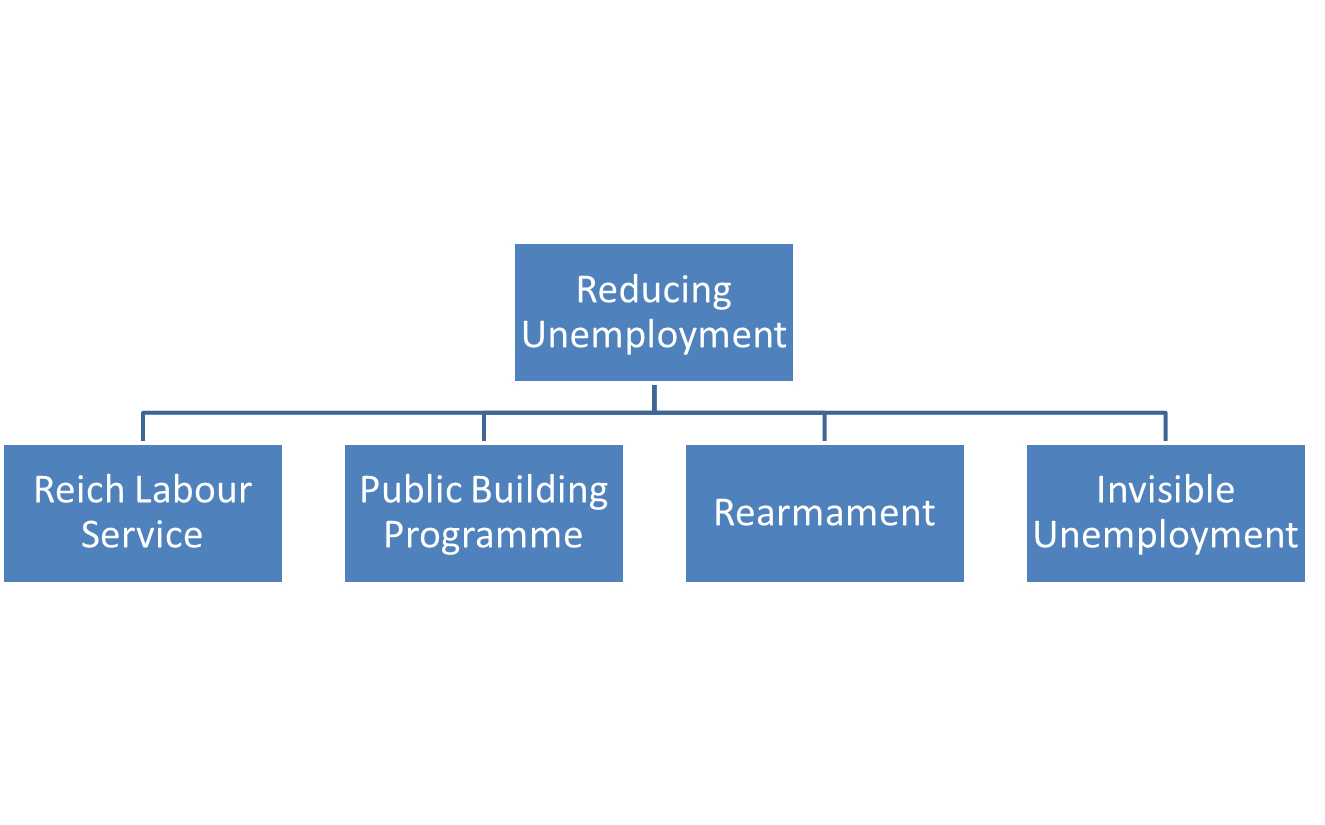 Reducing
Unemployment
Reich Labour
Service
Public Building
Programme
Rearmament
Invisible
Unemployment